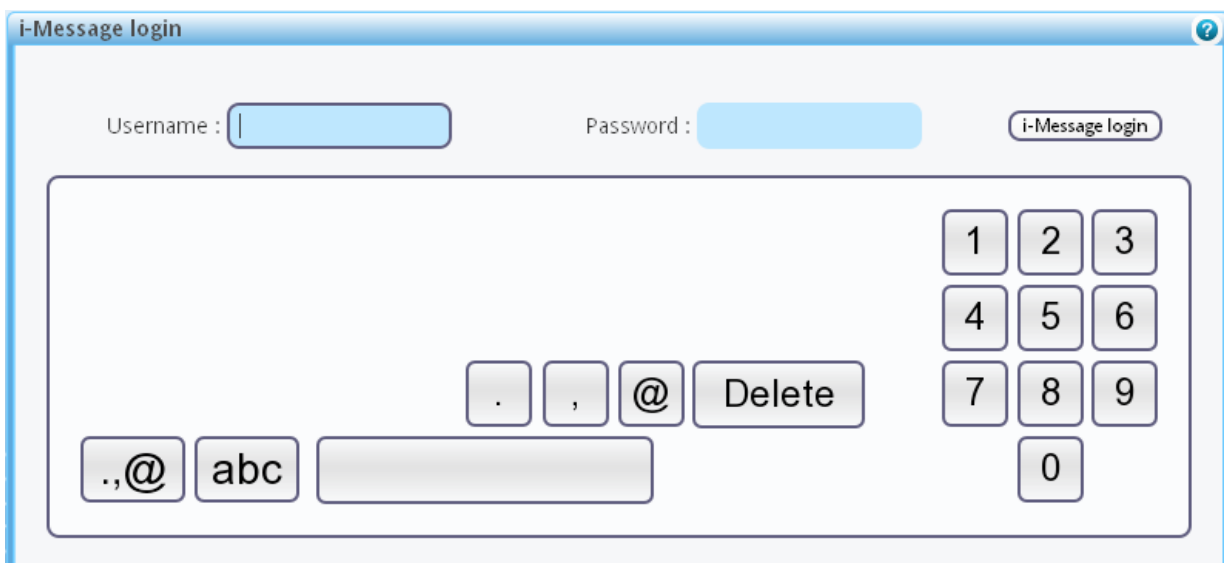 i-Message login ?
Username : Password : i-Message login
1 2 3
4 5 6
. , @ Delete 7 8 9
.,@ abc 0